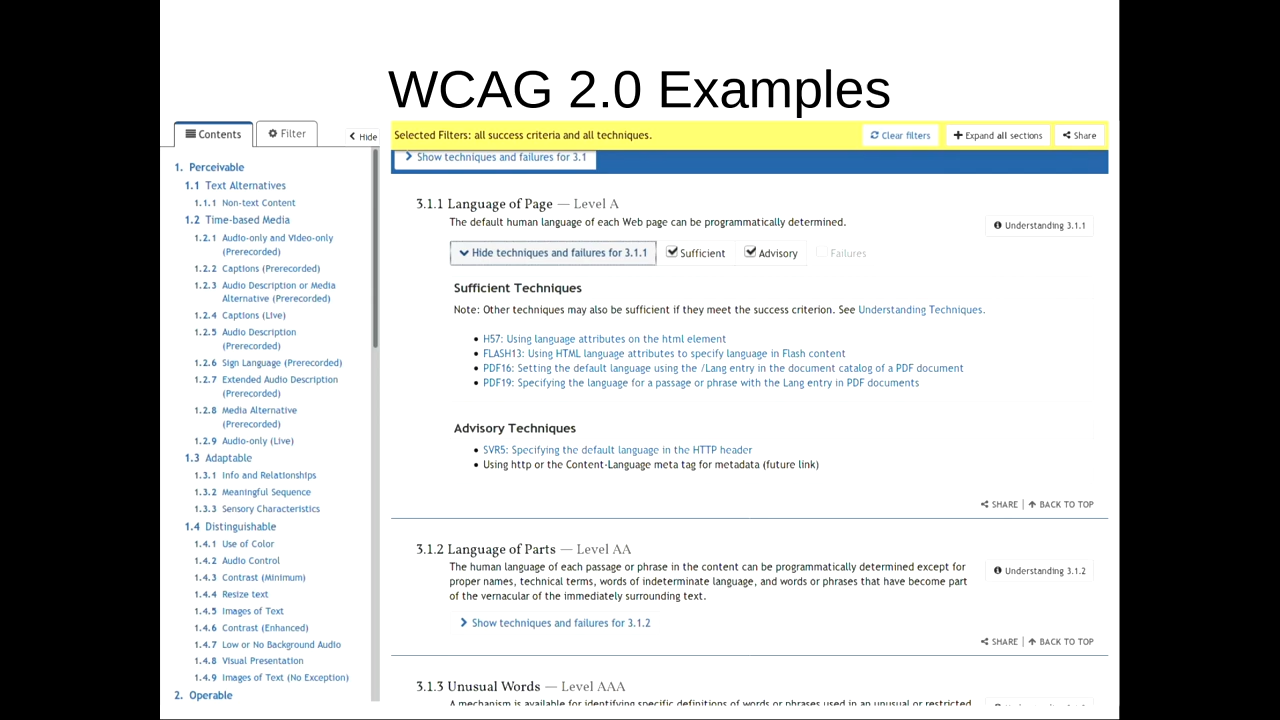 WCAG 2.0 Examples
Contents
Filter
Hide
1. Perceivable
1.1 Text Alternatives
1.1.1 Non-text Content
1.2 Time-based Media
1.2.1 Audio-only and Video-only
(Prerecorded)
1.2.2 Captions (Prerecorded)
1.2.3 Audio Description or Media
Alternative (Prerecorded)
1.2.4 Captions (Live)
1.2.5 Audio Description
(Prerecorded)
1.2.6 Sign Language (Prerecorded)
1.2.7 Extended Audio Description
(Prerecorded)
1.2.8 Media Alternative
(Prerecorded)
1.2.9 Audio-only (Live)
1.3 Adaptable
1.3.1 Info and Relationships
1.3.2 Meaningful Sequence
1.3.3 Sensory Characteristics
1.4 Distinguishable
1.4.1 Use of Color
1.4.2 Audio Control
1.4.3 Contrast (Minimum)
1.4.4 Resize text
1.4.5 Images of Text
1.4.6 Contrast (Enhanced)
1.4.7 Low or No Background Audio
1.4.8 Visual Presentation
1.4.9 Images of Text (No Exception)
2. Operable
Selected Filters: all success criteria and all techniques.
Clear filters
Expand all sections
Share
Show techniques and failures for 3.1
3.1.1 Language of Page — Level A
The default human language of each Web page can be programmatically determined.
Understanding 3.1.1
Hide techniques and failures for 3.1.1
Sufficient
Advisory
Failures
Sufficient Techniques
Note: Other techniques may also be sufficient if they meet the success criterion. See Understanding Techniques.
• H57: Using language attributes on the html element
• FLASH13: Using HTML language attributes to specify language in Flash content
• PDF16: Setting the default language using the /Lang entry in the document catalog of a PDF document
• PDF19: Specifying the language for a passage or phrase with the Lang entry in PDF documents
Advisory Techniques
• SVR5: Specifying the default language in the HTTP header
• Using http or the Content-Language meta tag for metadata (future link)
SHARE | BACK TO TOP
3.1.2 Language of Parts — Level AA
The human language of each passage or phrase in the content can be programmatically determined except for
proper names, technical terms, words of indeterminate language, and words or phrases that have become part
of the vernacular of the immediately surrounding text.
Understanding 3.1.2
Show techniques and failures for 3.1.2
SHARE | BACK TO TOP
3.1.3 Unusual Words — Level AAA
A mechanism is available for identifying specific definitions of words or phrases used in an unusual or restricted